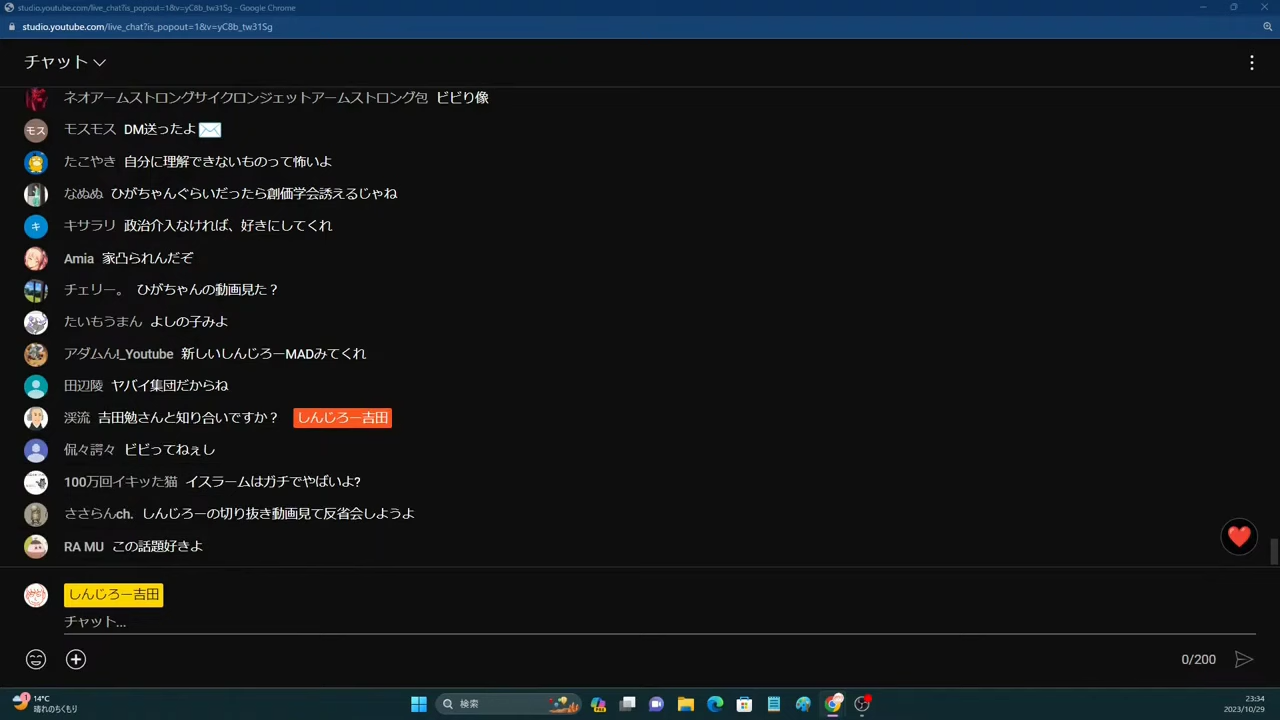 studio.youtube.com/live_chat?is_popout=1&v=yC8b_tw31Sg - Google Chrome
studio.youtube.com/live_chat?is_popout=1&v=yC8b_tw31Sg
チャット
ネオアームストロングサイクロンジェットアームストロング包 ビビり像
モス モスモス DM送ったよ✉️
たこやき 自分に理解できないものって怖いよ
なぬぬ ひがちゃんぐらいだったら創価学会誘えるじゃね
キ キサラリ 政治介入なければ、好きにしてくれ
Amia 家凸られんだぞ
チェリー。 ひがちゃんの動画見た？
たいもうまん よしの子みよ
アダムん!_Youtube 新しいしんじろーMADみてくれ
田辺陵 ヤバイ集団だからね
渓流 吉田勉さんと知り合いですか？ しんじろー吉田
侃々諤々 ビビってねぇし
100万回イキッた猫 イスラームはガチでやばいよ?
ささらんch. しんじろーの切り抜き動画見て反省会しようよ
RA MU この話題好きよ
しんじろー吉田
チャット...
0/200
1
14°C
晴れのちくもり
検索
23:34
2023/10/29